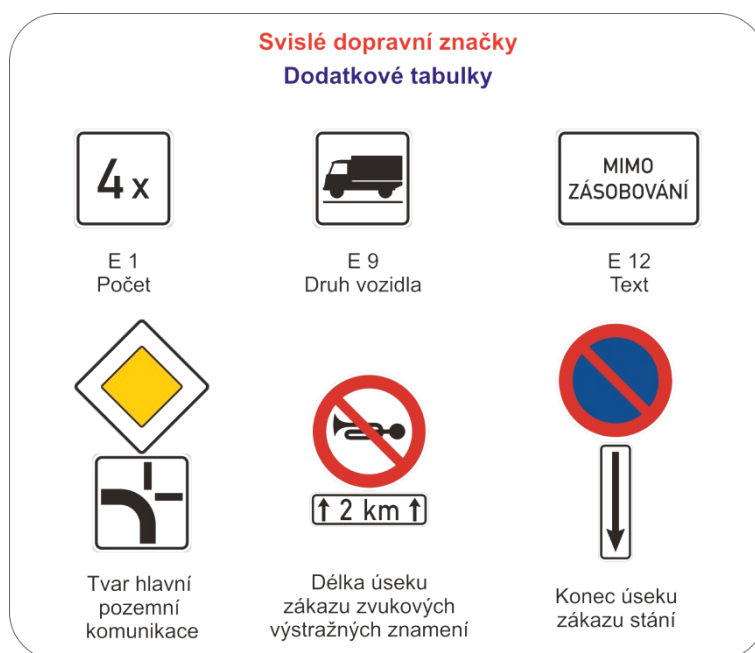 Svislé dopravní značky
Dodatkové tabulky
4 x
MIMO
ZÁSOBOVÁNÍ
E 1
Počet
E 9
Druh vozidla
E 12
Text
↑ 2 km ↑
Tvar hlavní
pozemní
komunikace
Délka úseku
zákazu zvukových
výstražných znamení
Konec úseku
zákazu stání